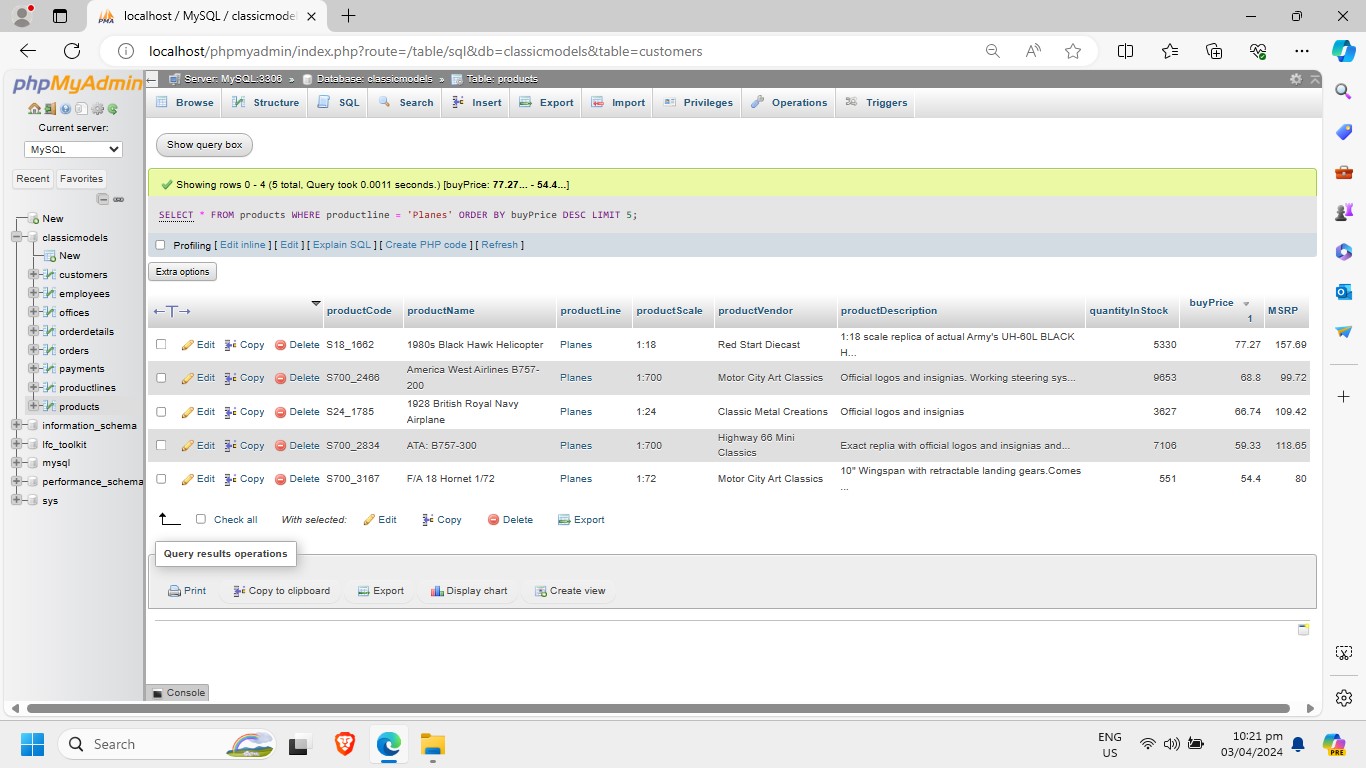 localhost / MySQL / classicmode
localhost/phpmyadmin/index.php?route=/table/sql&db=classicmodels&table=customers
phpMyAdmin
Current server:
MySQL
Recent Favorites
New
classicmodels
New
customers
employees
offices
orderdetails
orders
payments
productlines
products
information_schema
lfc_toolkit
mysql
performance_schema
sys
Server: MySQL:3306 » Database: classicmodels » Table: products
Browse Structure SQL Search Insert Export Import Privileges Operations Triggers
Show query box
Showing rows 0 - 4 (5 total, Query took 0.0011 seconds.) [buyPrice: 77.27... - 54.4...]
SELECT * FROM products WHERE productline = 'Planes' ORDER BY buyPrice DESC LIMIT 5;
Profiling [ Edit inline ] [ Edit ] [ Explain SQL ] [ Create PHP code ] [ Refresh ]
Extra options
←T→ productCode productName productLine productScale productVendor productDescription quantityInStock buyPrice 1 MSRP
Edit Copy Delete S18_1662 1980s Black Hawk Helicopter Planes 1:18 Red Start Diecast 1:18 scale replica of actual Army's UH-60L BLACK H... 5330 77.27 157.69
Edit Copy Delete S700_2466 America West Airlines B757-200 Planes 1:700 Motor City Art Classics Official logos and insignias. Working steering sys... 9653 68.8 99.72
Edit Copy Delete S24_1785 1928 British Royal Navy Airplane Planes 1:24 Classic Metal Creations Official logos and insignias 3627 66.74 109.42
Edit Copy Delete S700_2834 ATA: B757-300 Planes 1:700 Highway 66 Mini Classics Exact replia with official logos and insignias and... 7106 59.33 118.65
Edit Copy Delete S700_3167 F/A 18 Hornet 1/72 Planes 1:72 Motor City Art Classics 10" Wingspan with retractable landing gears.Comes ... 551 54.4 80
Check all With selected: Edit Copy Delete Export
Query results operations
Print Copy to clipboard Export Display chart Create view
Console
Search
ENG
US
10:21 pm
03/04/2024
PRE